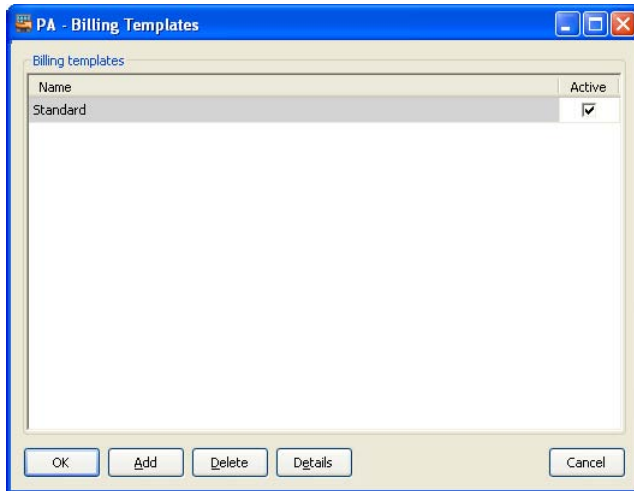 PA - Billing Templates
Billing templates
Name Active
Standard
OK Add Delete Details Cancel